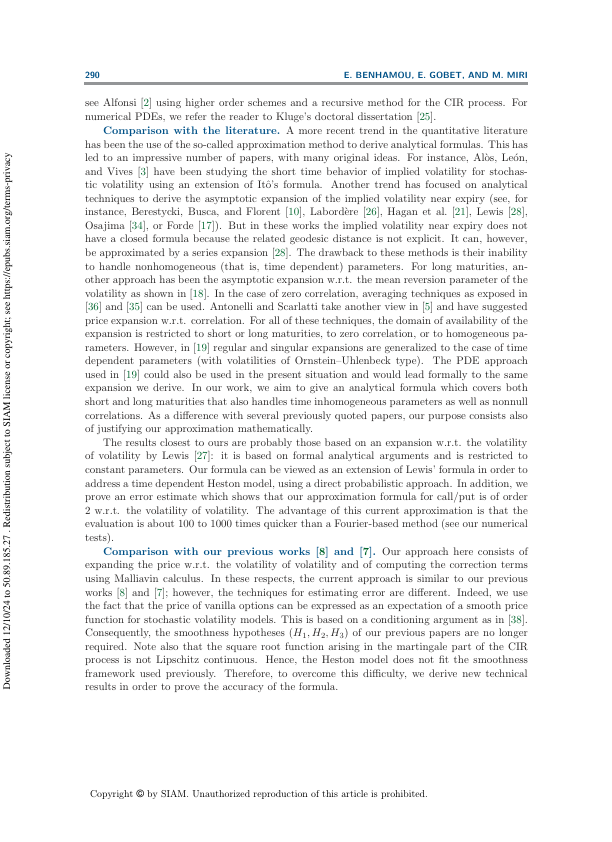 290
E. BENHAMOU, E. GOBET, AND M. MIRI
see Alfonsi [2] using higher order schemes and a recursive method for the CIR process. For
numerical PDEs, we refer the reader to Kluge's doctoral dissertation [25].
Comparison with the literature. A more recent trend in the quantitative literature
has been the use of the so-called approximation method to derive analytical formulas. This has
led to an impressive number of papers, with many original ideas. For instance, Alòs, León,
and Vives [3] have been studying the short time behavior of implied volatility for stochas-
tic volatility using an extension of Itô's formula. Another trend has focused on analytical
techniques to derive the asymptotic expansion of the implied volatility near expiry (see, for
instance, Berestycki, Busca, and Florent [10], Labordère [26], Hagan et al. [21], Lewis [28],
Osajima [34], or Forde [17]). But in these works the implied volatility near expiry does not
have a closed formula because the related geodesic distance is not explicit. It can, however,
be approximated by a series expansion [28]. The drawback to these methods is their inability
to handle nonhomogeneous (that is, time dependent) parameters. For long maturities, an-
other approach has been the asymptotic expansion w.r.t. the mean reversion parameter of the
volatility as shown in [18]. In the case of zero correlation, averaging techniques as exposed in
[36] and [35] can be used. Antonelli and Scarlatti take another view in [5] and have suggested
price expansion w.r.t. correlation. For all of these techniques, the domain of availability of the
expansion is restricted to short or long maturities, to zero correlation, or to homogeneous pa-
rameters. However, in [19] regular and singular expansions are generalized to the case of time
dependent parameters (with volatilities of Ornstein–Uhlenbeck type). The PDE approach
used in [19] could also be used in the present situation and would lead formally to the same
expansion we derive. In our work, we aim to give an analytical formula which covers both
short and long maturities that also handles time inhomogeneous parameters as well as nonnull
correlations. As a difference with several previously quoted papers, our purpose consists also
of justifying our approximation mathematically.
The results closest to ours are probably those based on an expansion w.r.t. the volatility
of volatility by Lewis [27]: it is based on formal analytical arguments and is restricted to
constant parameters. Our formula can be viewed as an extension of Lewis' formula in order to
address a time dependent Heston model, using a direct probabilistic approach. In addition, we
prove an error estimate which shows that our approximation formula for call/put is of order
2 w.r.t. the volatility of volatility. The advantage of this current approximation is that the
evaluation is about 100 to 1000 times quicker than a Fourier-based method (see our numerical
tests).
Comparison with our previous works [8] and [7]. Our approach here consists of
expanding the price w.r.t. the volatility of volatility and of computing the correction terms
using Malliavin calculus. In these respects, the current approach is similar to our previous
works [8] and [7]; however, the techniques for estimating error are different. Indeed, we use
the fact that the price of vanilla options can be expressed as an expectation of a smooth price
function for stochastic volatility models. This is based on a conditioning argument as in [38].
Consequently, the smoothness hypotheses (H₁, H₂, H₃) of our previous papers are no longer
required. Note also that the square root function arising in the martingale part of the CIR
process is not Lipschitz continuous. Hence, the Heston model does not fit the smoothness
framework used previously. Therefore, to overcome this difficulty, we derive new technical
results in order to prove the accuracy of the formula.
Copyright © by SIAM. Unauthorized reproduction of this article is prohibited.
Downloaded 12/10/24 to 50.89.185.27 . Redistribution subject to SIAM license or copyright; see https://epubs.siam.org/terms-privacy